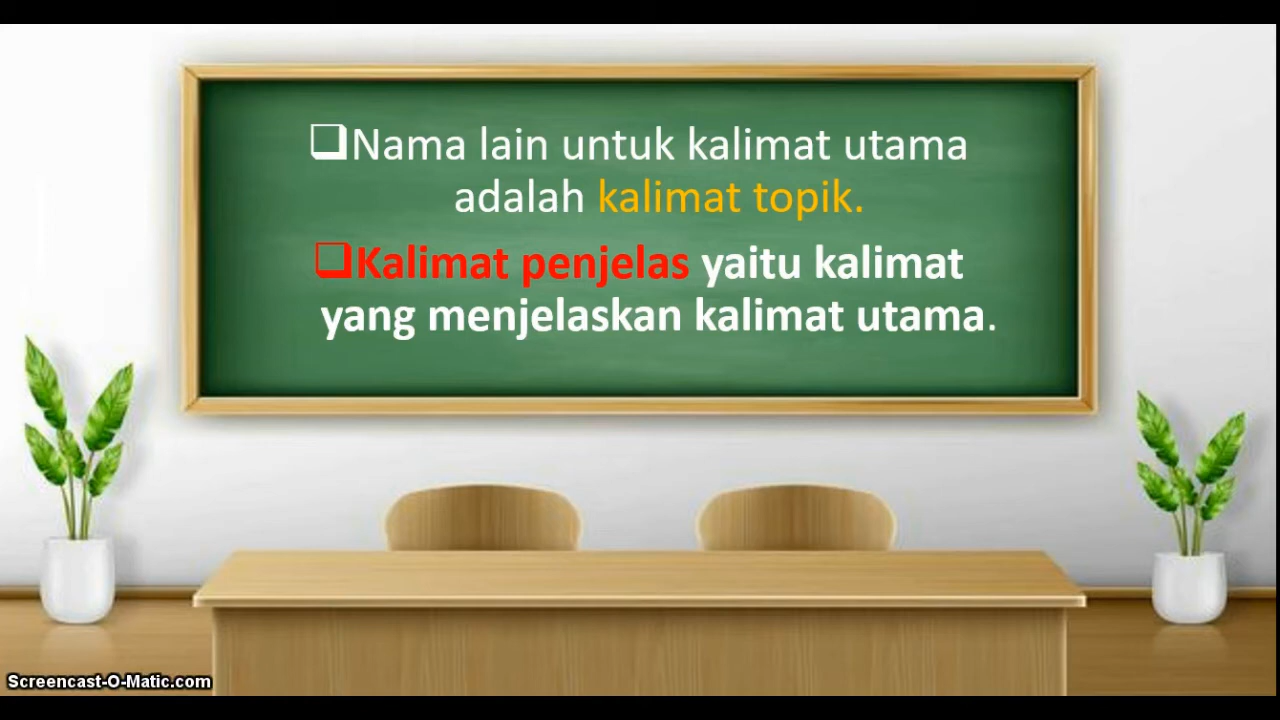 ❑Nama lain untuk kalimat utama
adalah kalimat topik.
❑Kalimat penjelas yaitu kalimat
yang menjelaskan kalimat utama.
Screencast-O-Matic.com